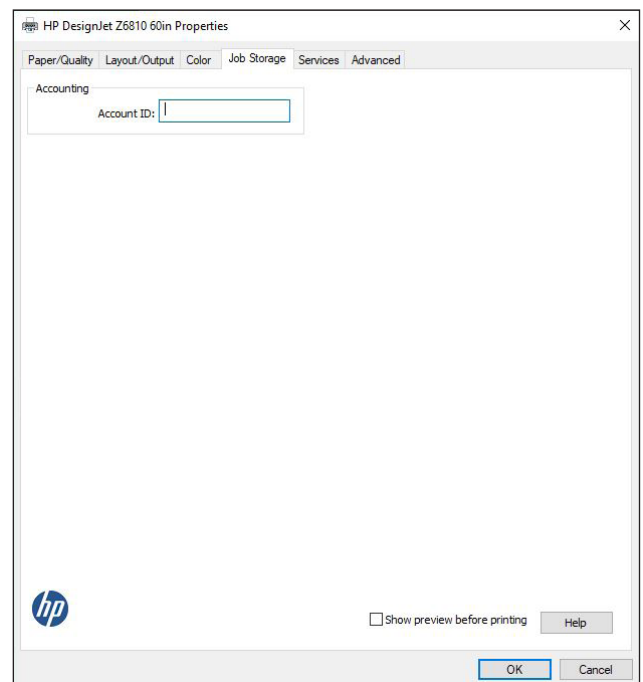 HP DesignJet Z6810 60in Properties
Paper/Quality Layout/Output Color Job Storage Services Advanced
Accounting
Account ID:
hp
Show preview before printing Help
OK Cancel